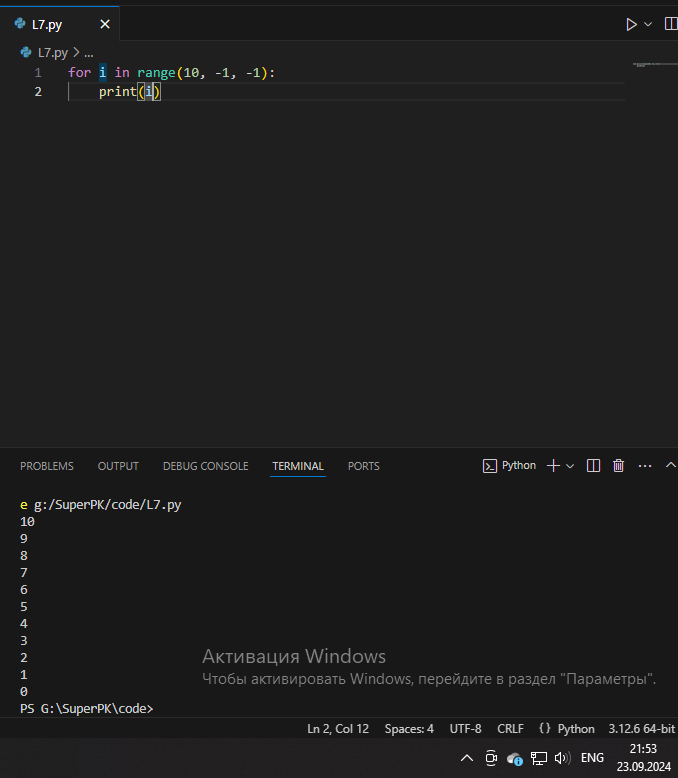 L7.py
L7.py > ...
1 for i in range(10, -1, -1):
2 print(i)
PROBLEMS OUTPUT DEBUG CONSOLE TERMINAL PORTS Python
e g:/SuperPK/code/L7.py
10
9
8
7
6
5
4
3
2
1
0
PS G:\SuperPK\code>
Активация Windows
Чтобы активировать Windows, перейдите в раздел "Параметры".
Ln 2, Col 12 Spaces: 4 UTF-8 CRLF {} Python 3.12.6 64-bit
ENG 21:53
23.09.2024